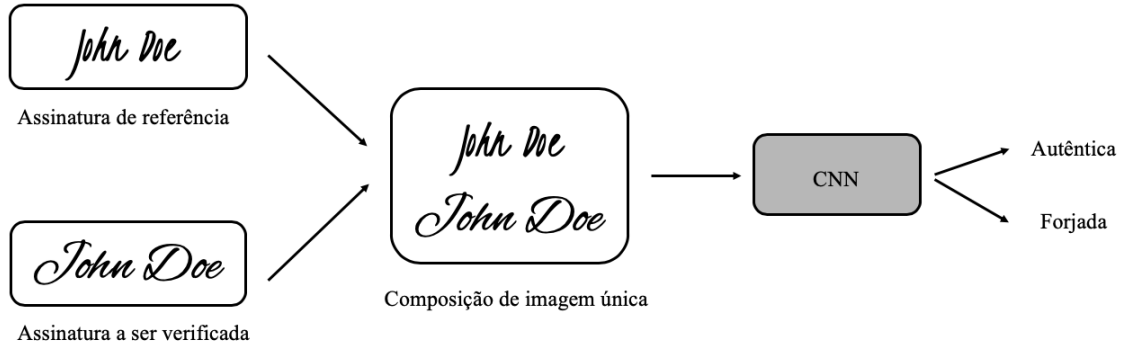 John Doe
Assinatura de referência
John Doe
Assinatura a ser verificada
John Doe
John Doe
Composição de imagem única
CNN
Autêntica
Forjada